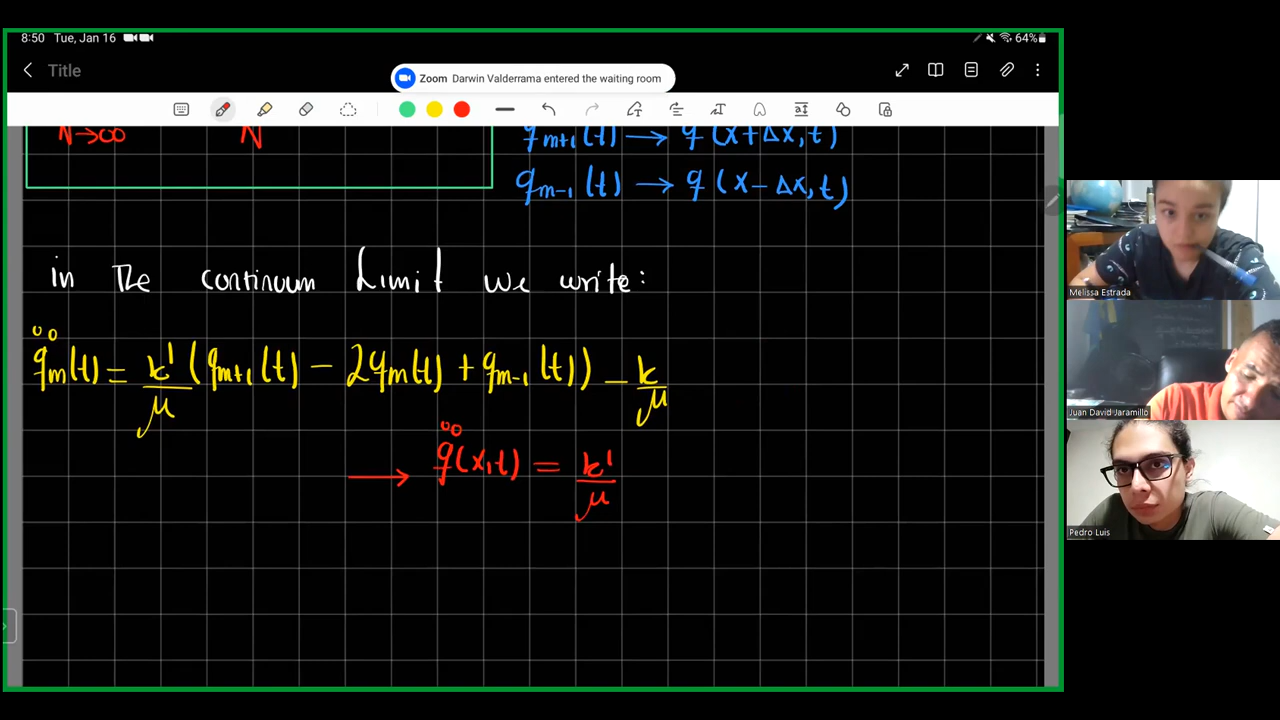 8:50 Tue, Jan 16 64%
Title
Zoom Darwin Valderrama entered the waiting room
N→∞ N
q_{m+1}(t) → q(x+Δx,t)
q_{m-1}(t) → q(x-Δx,t)
in The continuum Limit we write:
q̈_m(t) = k'/μ (q_{m+1}(t) - 2q_m(t) + q_{m-1}(t)) - k/μ
→ q̈(x,t) = k'/μ
Melissa Estrada
Juan David Jaramillo
Pedro Luis